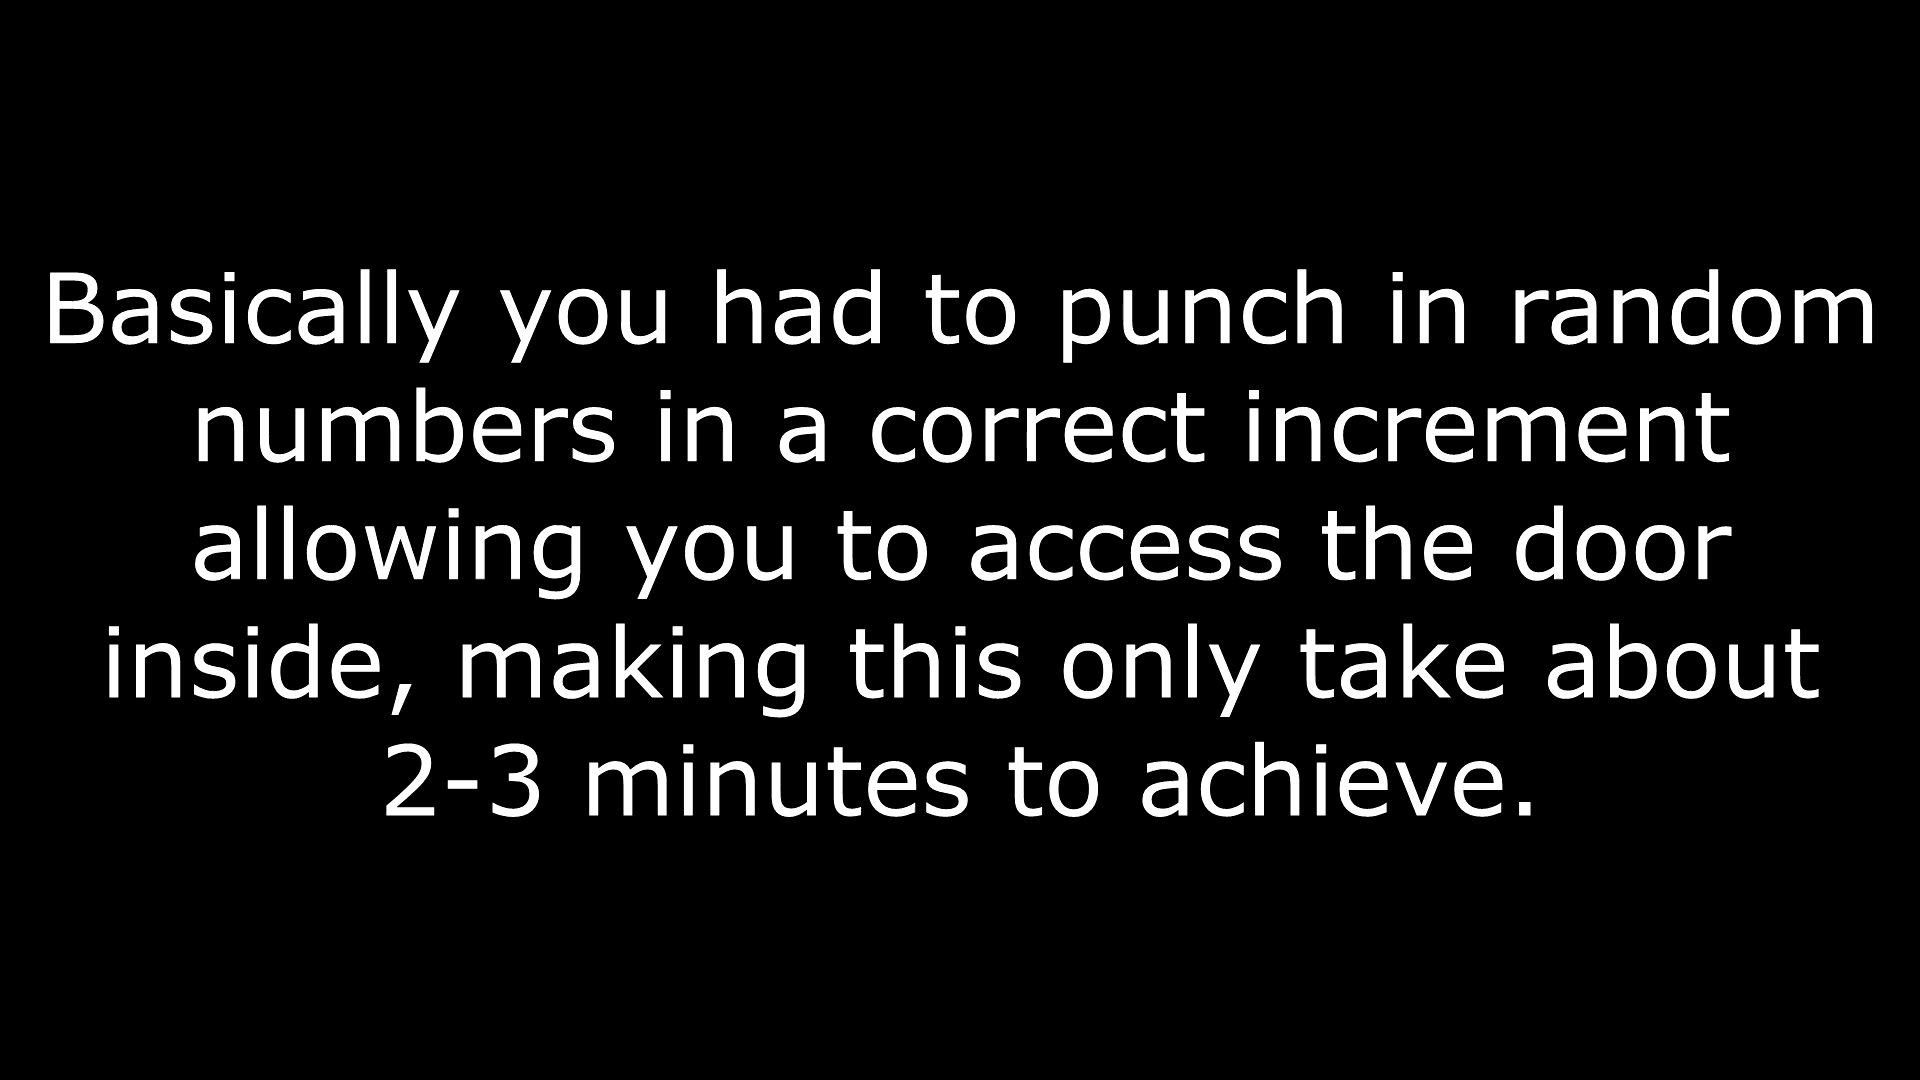 Basically you had to punch in random
numbers in a correct increment
allowing you to access the door
inside, making this only take about
2-3 minutes to achieve.